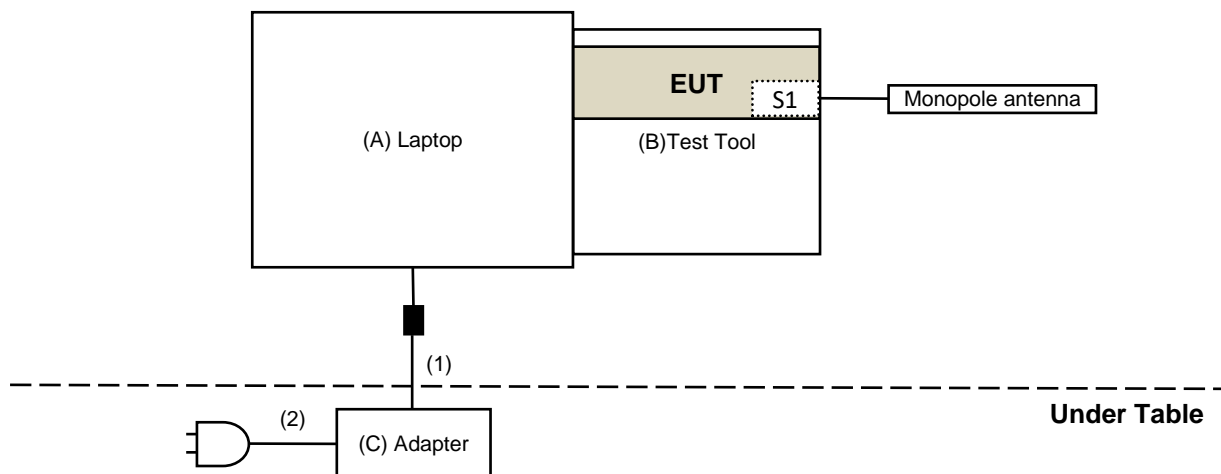 EUT
S1
Monopole antenna
(A) Laptop
(B)Test Tool
(1)
Under Table
(2)
(C) Adapter